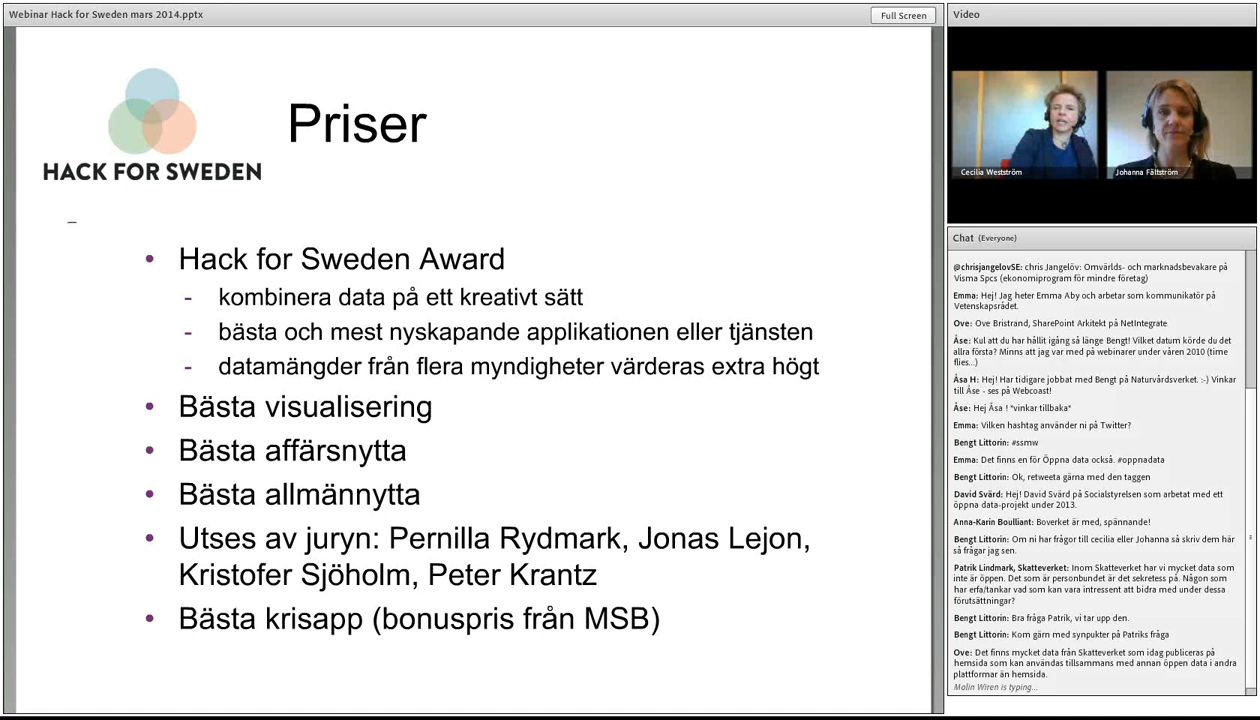 Webinar Hack for Sweden mars 2014.pptx
Full Screen
HACK FOR SWEDEN
Priser
–
• Hack for Sweden Award
- kombinera data på ett kreativt sätt
- bästa och mest nyskapande applikationen eller tjänsten
- datamängder från flera myndigheter värderas extra högt
• Bästa visualisering
• Bästa affärsnytta
• Bästa allmännytta
• Utses av juryn: Pernilla Rydmark, Jonas Lejon,
Kristofer Sjöholm, Peter Krantz
• Bästa krisapp (bonuspris från MSB)
Video
Cecilia Weström
Johanna Fältström
Chat (Everyone)
@chrisjangelovSE: chris Jangelöv: Omvärlds- och marknadsbevakare på
Visma Spcs (ekonomiprogram för mindre företag)
Emma: Hej! Jag heter Emma Aby och arbetar som kommunikatör på
Vetenskapsrådet.
Ove: Ove Bristrand, SharePoint Arkitekt på NetIntegrate
Åse: Kul att du har hållit igång så länge Bengt! Vilket datum körde du det
allra första? Minns att jag var med på webinarer under våren 2010 (time
flies...)
Åsa H: Hej! Har tidigare jobbat med Bengt på Naturvårdsverket. :-) Vinkar
till Åse - ses på Webcoast!
Åse: Hej Åsa ! *vinkar tillbaka*
Emma: Vilken hashtag använder ni på Twitter?
Bengt Littorin: #ssmw
Emma: Det finns en för Öppna data också. #oppnadata
Bengt Littorin: Ok, retweeta gärna med den taggen
David Svärd: Hej! David Svärd på Socialstyrelsen som arbetat med ett
öppna data-projekt under 2013.
Anna-Karin Boulliant: Boverket är med, spännande!
Bengt Littorin: Om ni har frågor till cecilia eller Johanna så skriv dem här
så frågar jag sen.
Patrik Lindmark, Skatteverket: Inom Skatteverket har vi mycket data som
inte är öppen. Det som är personbundet är det sekretess på. Någon som
har erfa/tankar vad som kan vara intressent att bidra med under dessa
förutsättningar?
Bengt Littorin: Bra fråga Patrik, vi tar upp den.
Bengt Littorin: Kom gärn med synpukter på Patriks fråga
Ove: Det finns mycket data från Skatteverket som idag publiceras på
hemsida som kan användas tillsammans med annan öppen data i andra
plattformar än hemsida.
Malin Wiren is typing...